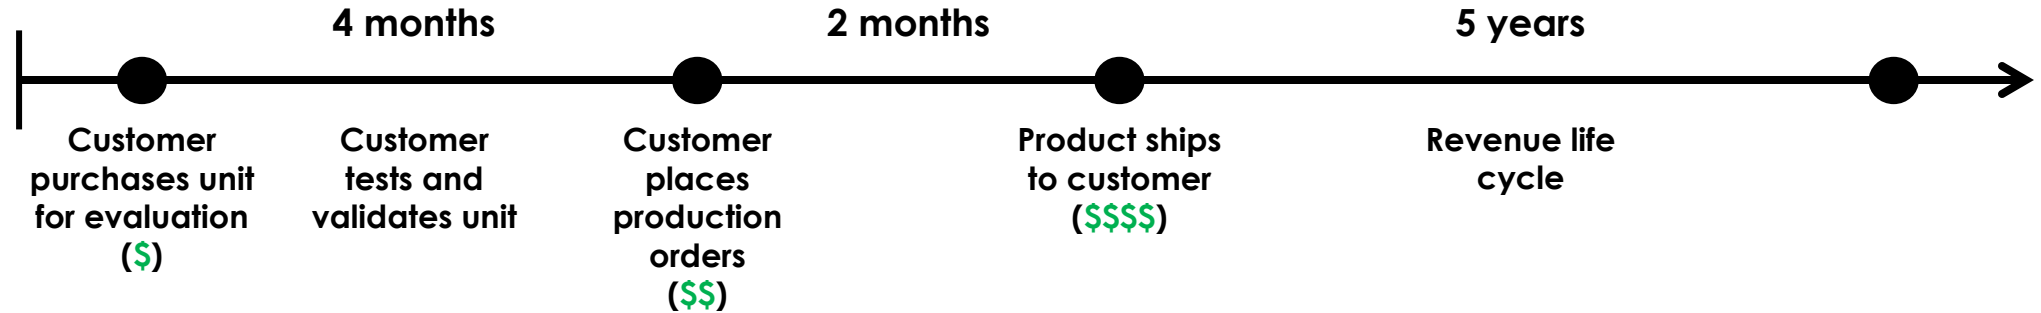 4 months
2 months
5 years
Customer
purchases unit
for evaluation
($)
Customer
tests and
validates unit
Customer
places
production
orders
($$)
Product ships
to customer
($$$$)
Revenue life
cycle